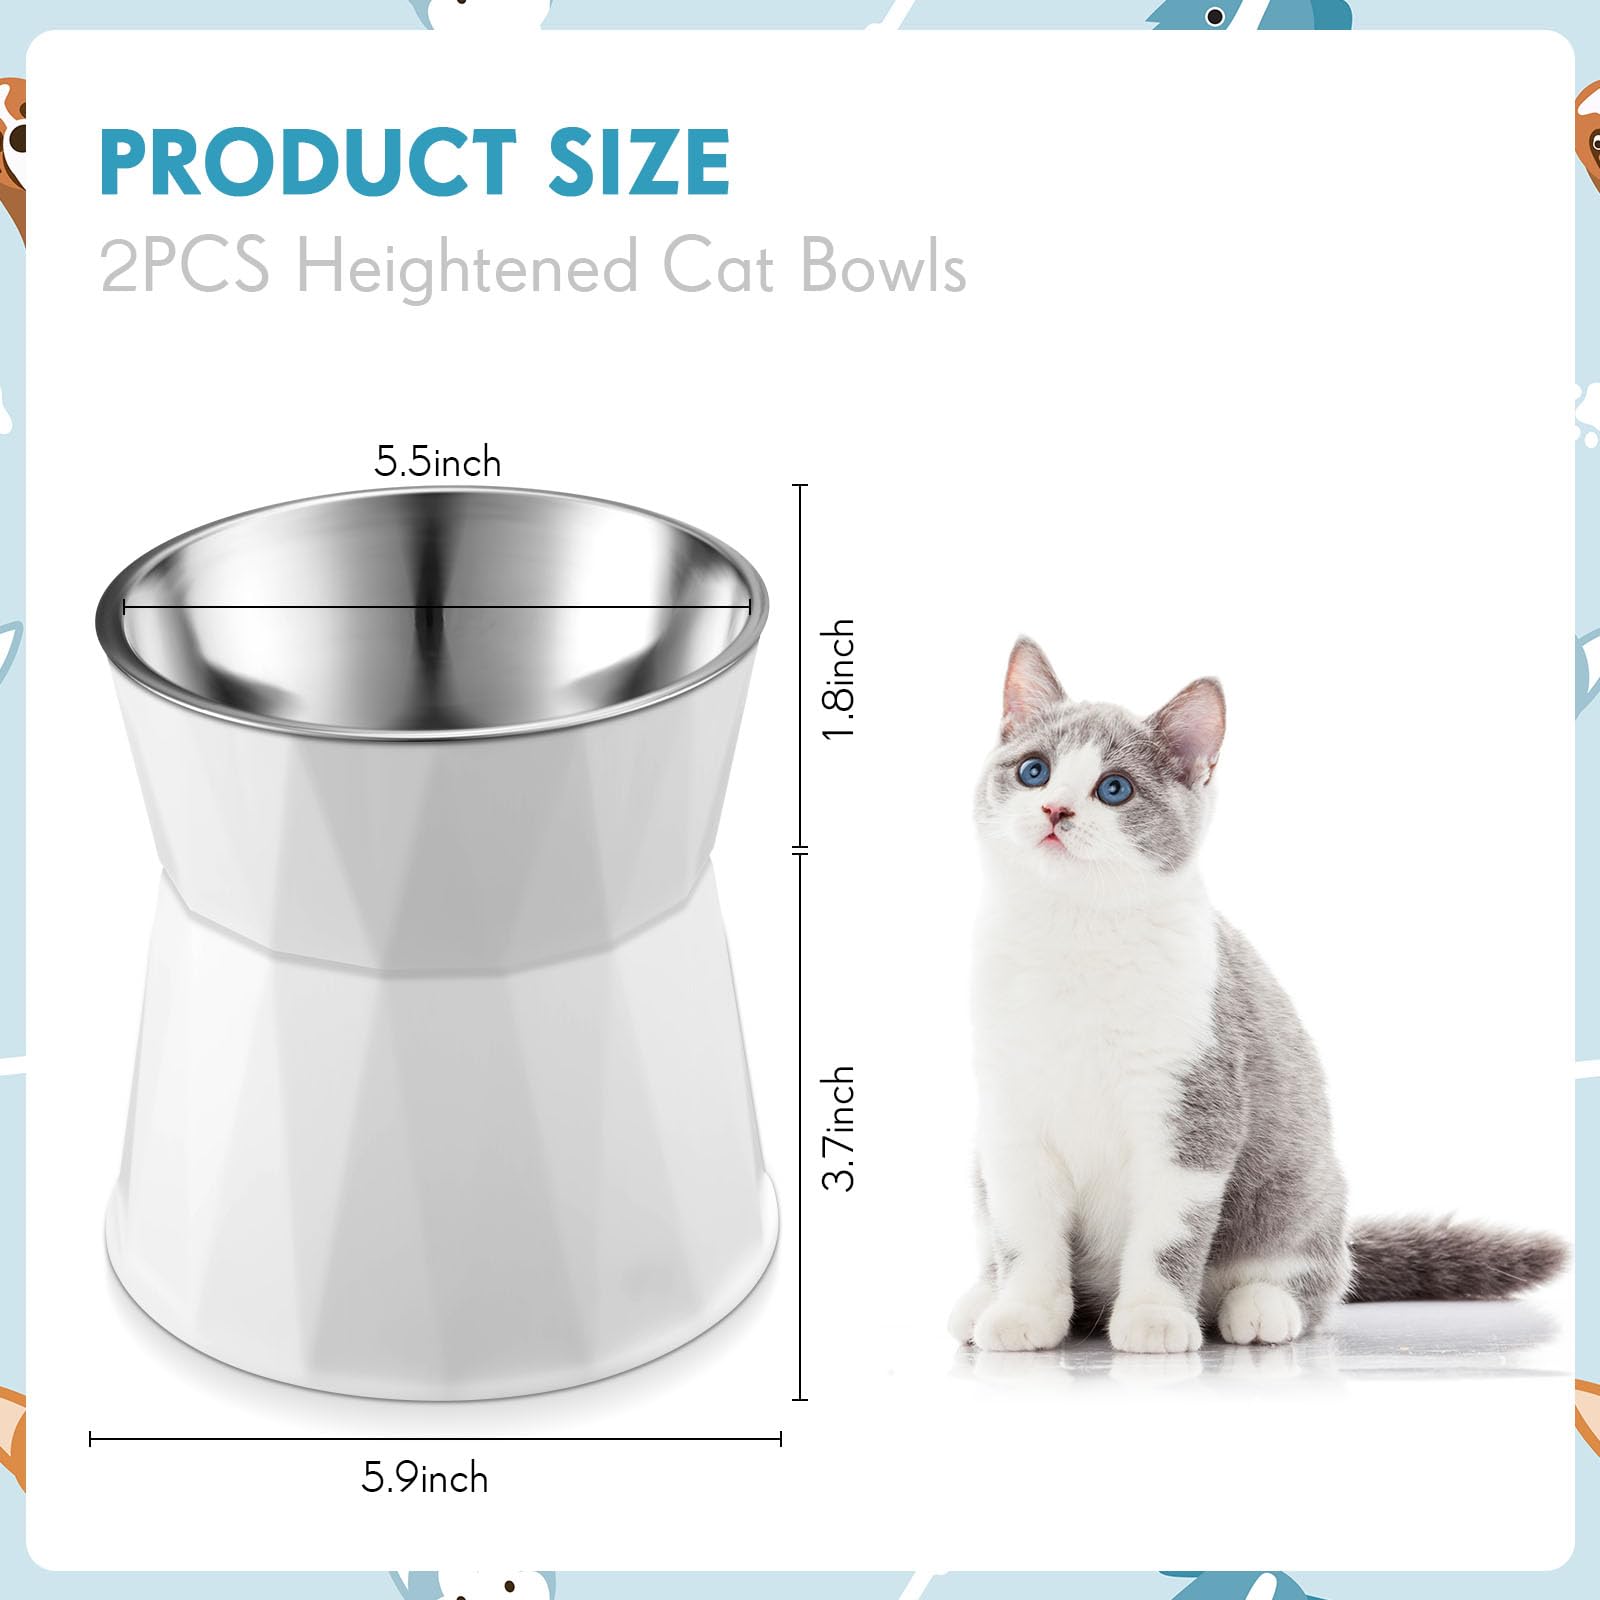 PRODUCT SIZE
2PCS Heightened Cat Bowls
5.5inch
1.8inch
3.7inch
5.9inch